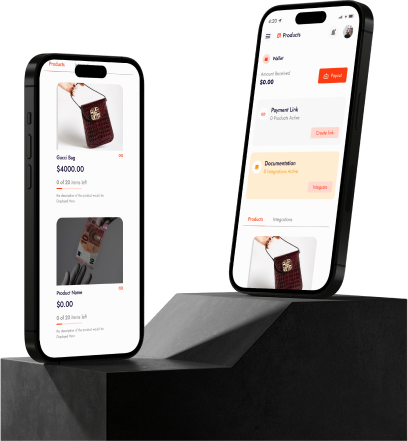 Products
Gucci Bag
$4000.00
0 of 20 items left
the description of the product would be
Displayed Here
Product Name
$0.00
0 of 20 items left
the description of the product would be
Displayed Here
4:20
Products
Wallet
Amount Received
$0.00
Payout
Payment Link
0 Products Active
Create link
Documentation
0 Integrations Active
Integrate
Products
Integration